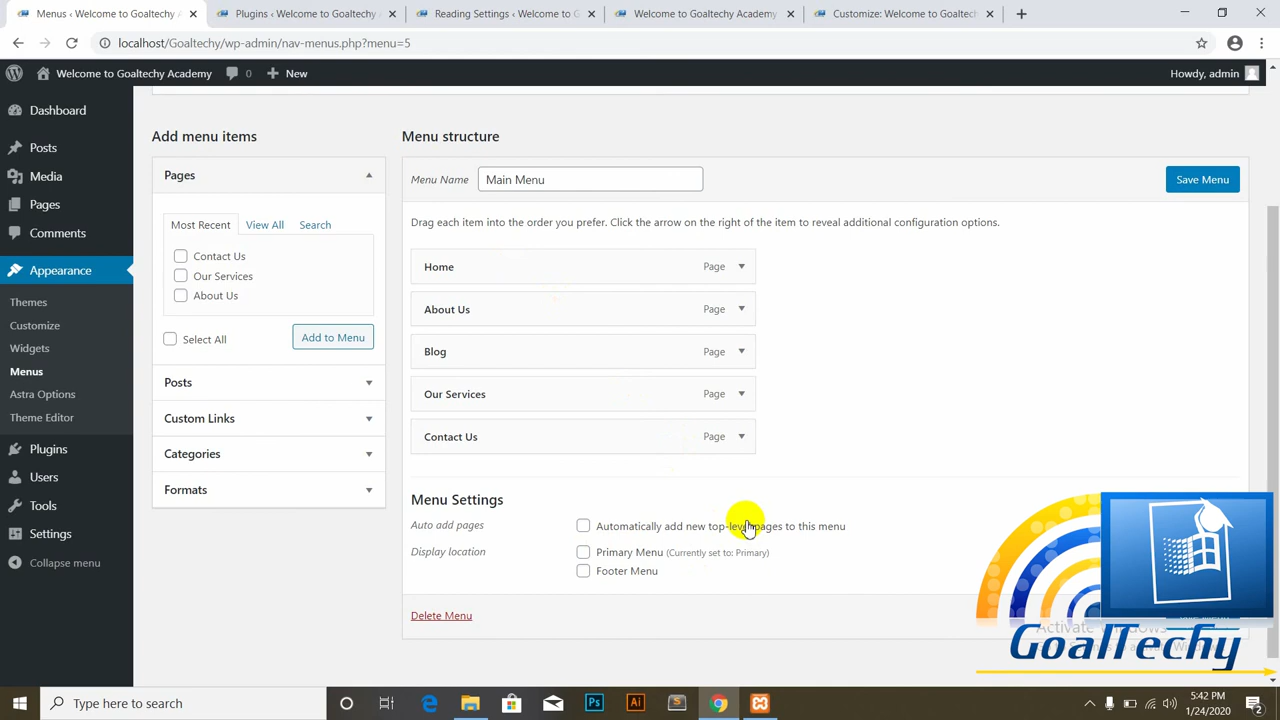 Menus ‹ Welcome to Goaltechy Aca
Plugins ‹ Welcome to Goaltechy A
Reading Settings ‹ Welcome to G
Welcome to Goaltechy Academy
Customize: Welcome to Goaltech
localhost/Goaltechy/wp-admin/nav-menus.php?menu=5
Welcome to Goaltechy Academy 0 New Howdy, admin
Dashboard
Posts
Media
Pages
Comments
Appearance
Themes
Customize
Widgets
Menus
Astra Options
Theme Editor
Plugins
Users
Tools
Settings
Collapse menu
Add menu items
Pages
Most Recent View All Search
Contact Us
Our Services
About Us
Select All Add to Menu
Posts
Custom Links
Categories
Formats
Menu structure
Menu Name Main Menu Save Menu
Drag each item into the order you prefer. Click the arrow on the right of the item to reveal additional configuration options.
Home Page
About Us Page
Blog Page
Our Services Page
Contact Us Page
Menu Settings
Auto add pages Automatically add new top-level pages to this menu
Display location Primary Menu (Currently set to: Primary)
Footer Menu
Delete Menu
Activate Windows
GoalTechy
Type here to search
Ps
Ai
5:42 PM
1/24/2020
2